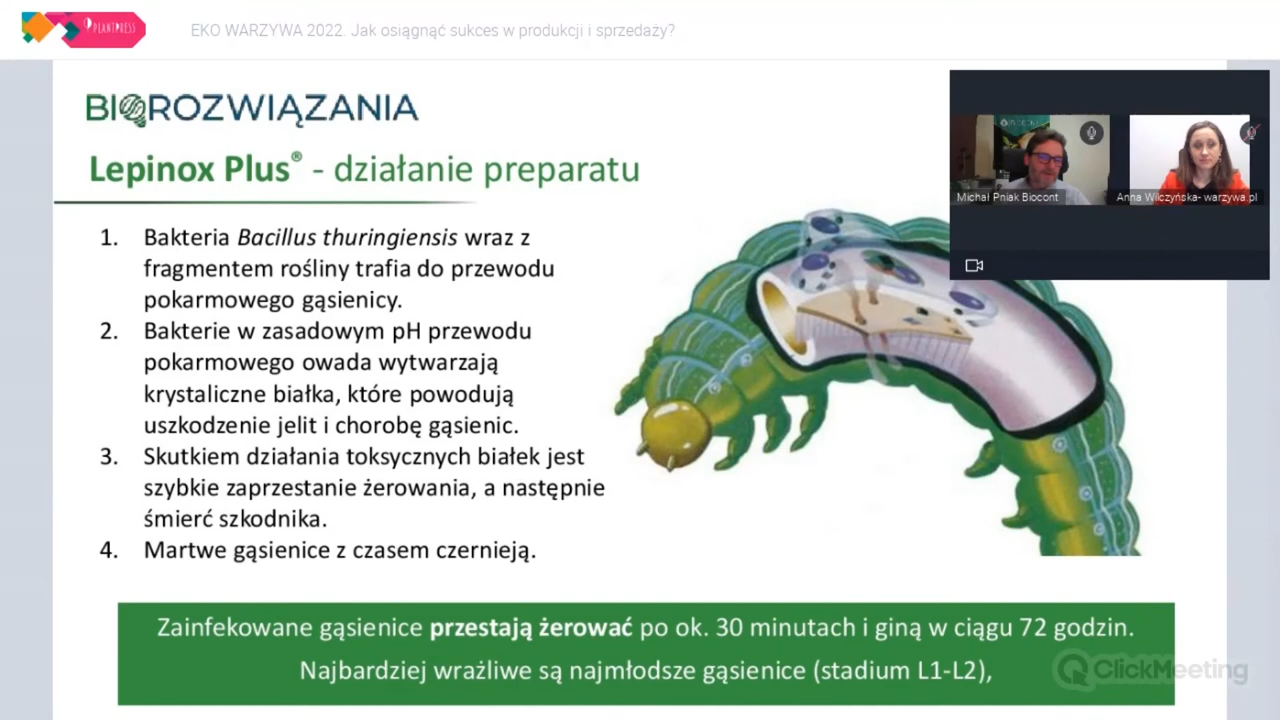 PLANTPRESS
EKO WARZYWA 2022. Jak osiągnąć sukces w produkcji i sprzedaży?
BIOROZWIĄZANIA
Lepinox Plus® - działanie preparatu
1. Bakteria Bacillus thuringiensis wraz z
fragmentem rośliny trafia do przewodu
pokarmowego gąsienicy.
2. Bakterie w zasadowym pH przewodu
pokarmowego owada wytwarzają
krystaliczne białka, które powodują
uszkodzenie jelit i chorobę gąsienic.
3. Skutkiem działania toksycznych białek jest
szybkie zaprzestanie żerowania, a następnie
śmierć szkodnika.
4. Martwe gąsienice z czasem czernieją.
Michał Pniak Biocont
Anna Wilczyńska- warzywa.pl
Zainfekowane gąsienice przestają żerować po ok. 30 minutach i giną w ciągu 72 godzin.
Najbardziej wrażliwe są najmłodsze gąsienice (stadium L1-L2),
ClickMeeting